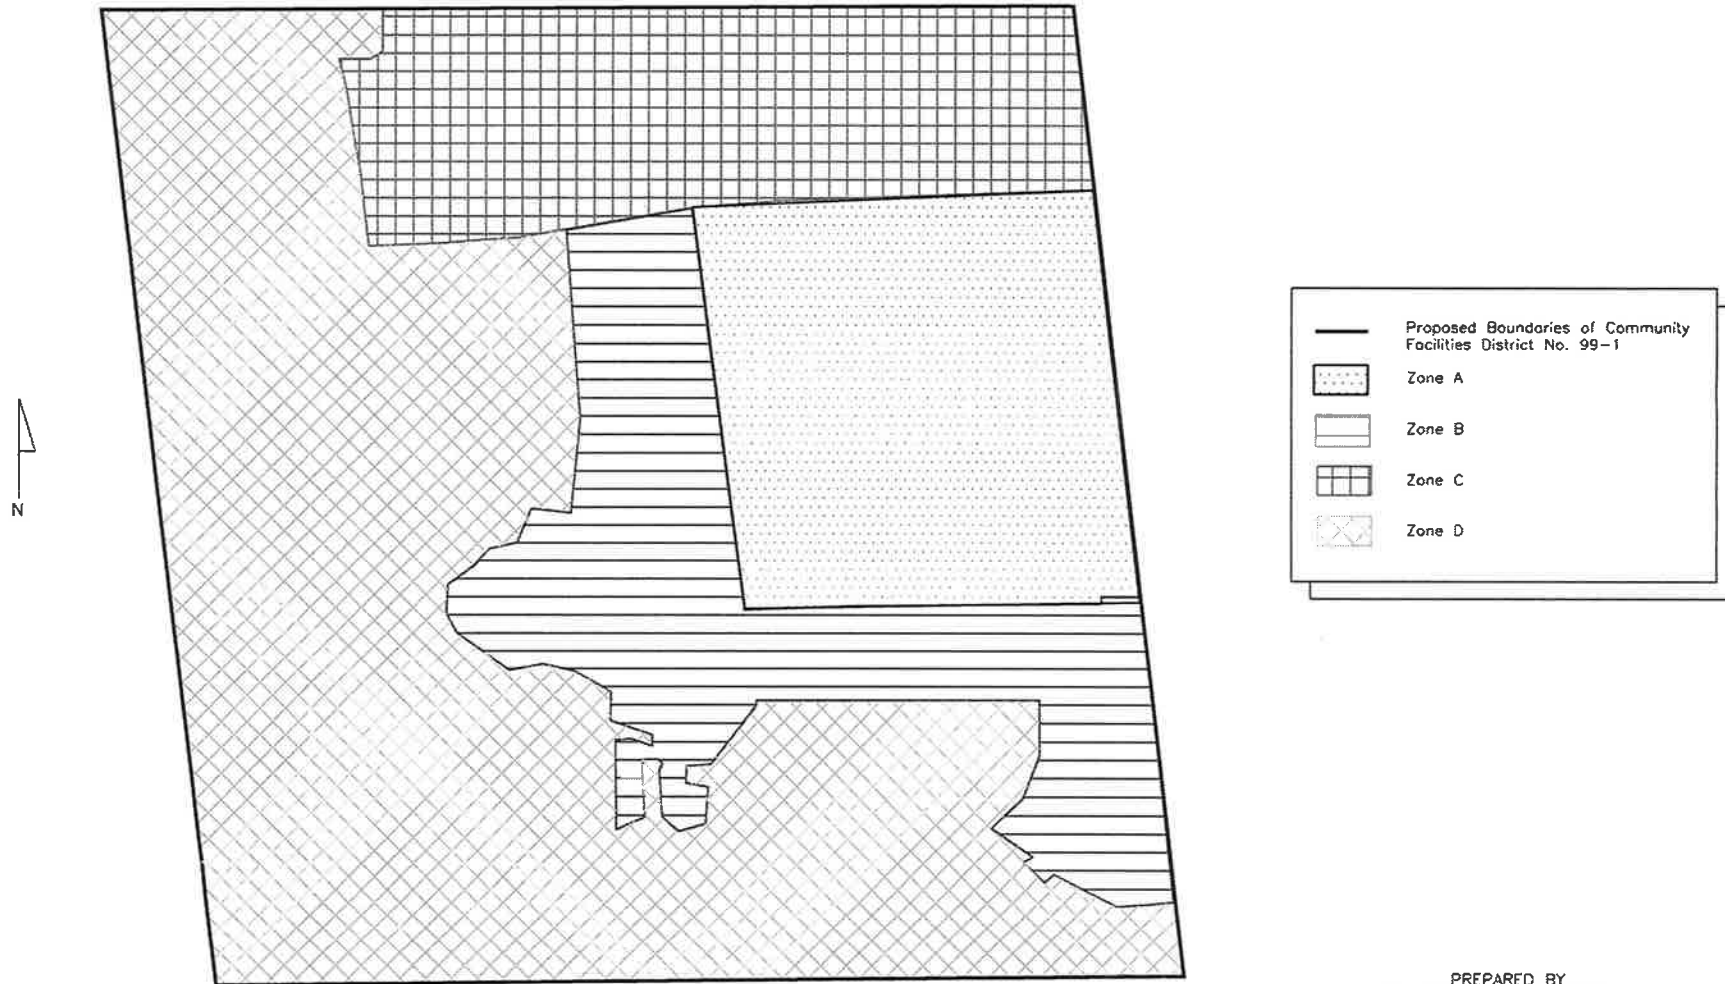 N
Proposed Boundaries of Community
Facilities District No. 99-1
Zone A
Zone B
Zone C
Zone D
PREPARED BY